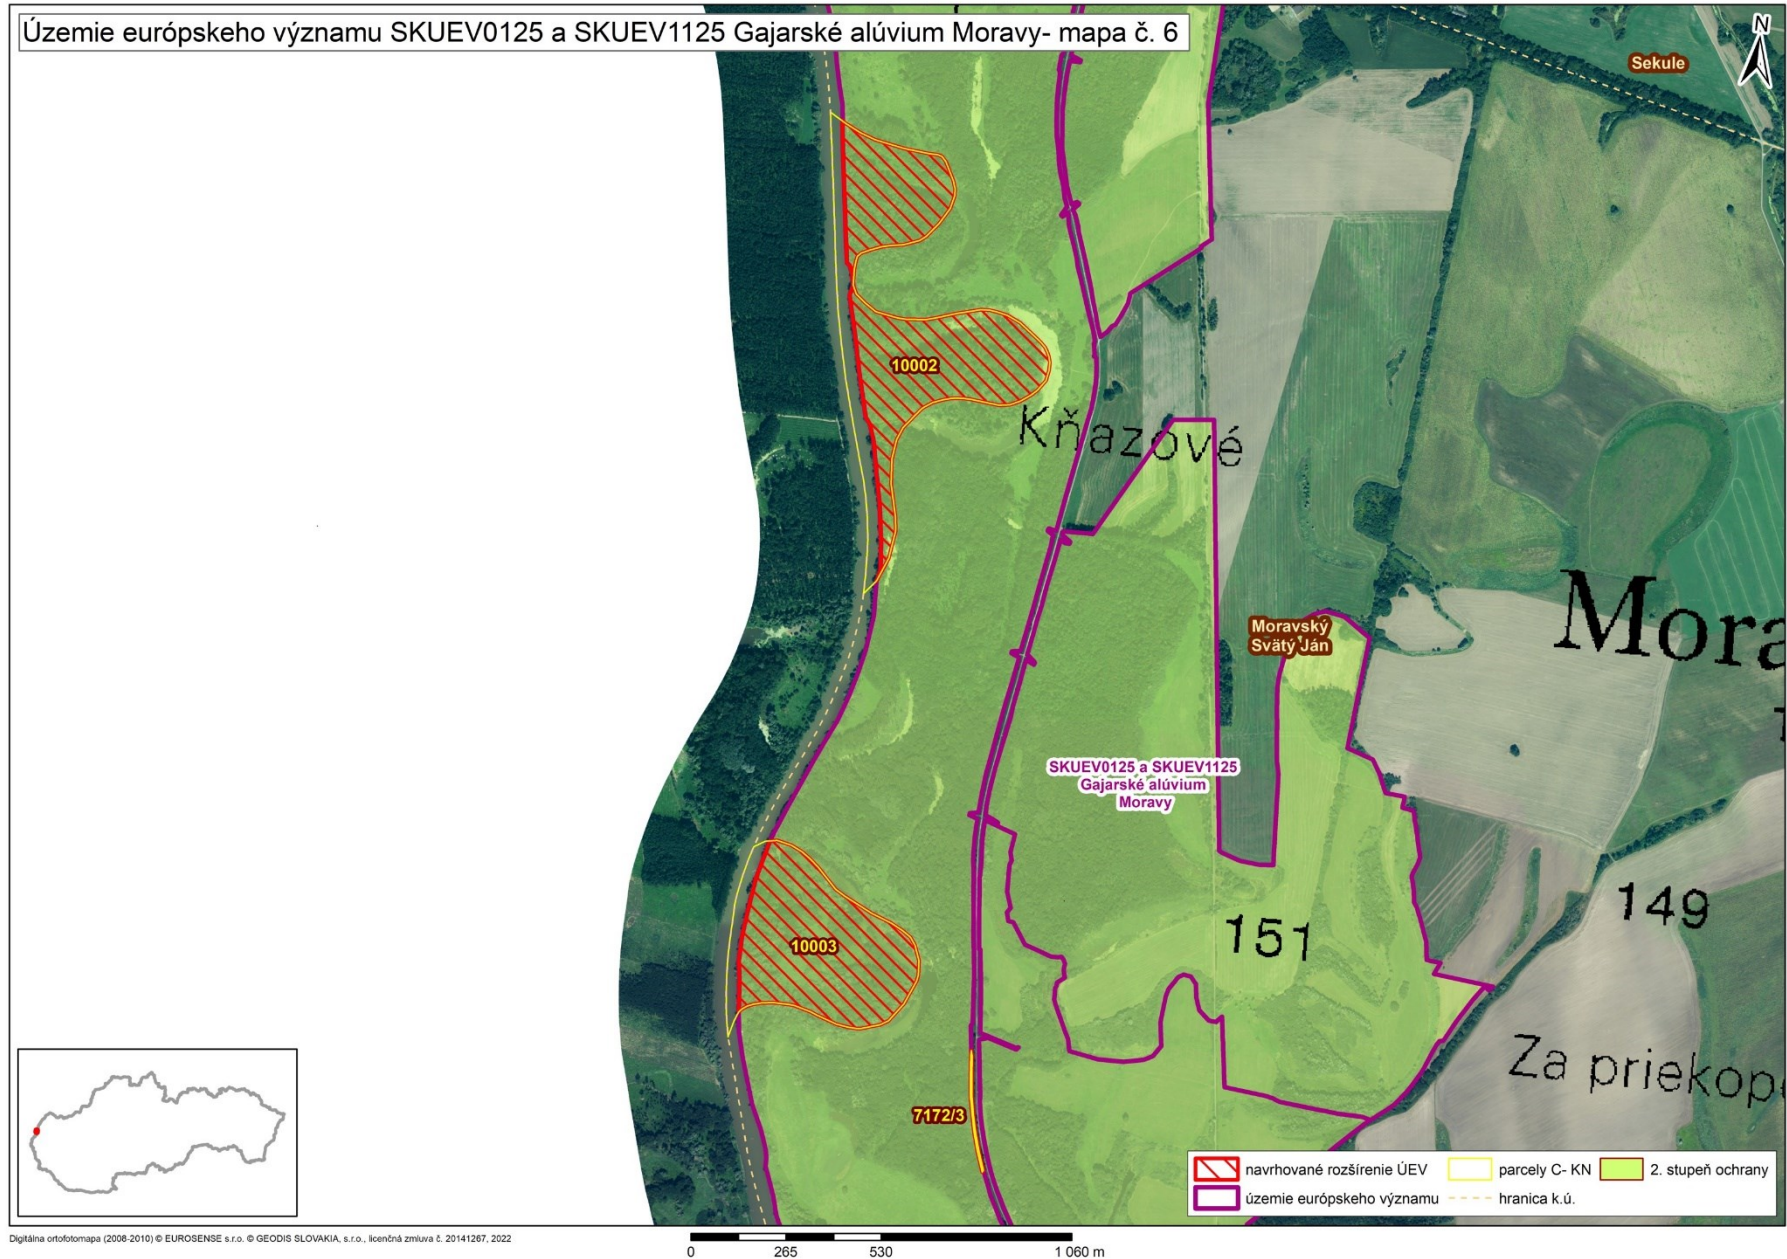 Územie európskeho významu SKUEV0125 a SKUEV1125 Gajarské alúvium Moravy- mapa č. 6
N
Sekule
10002
Kňazové
Moravský
Svätý Ján
Mora
SKUEV0125 a SKUEV1125
Gajarské alúvium
Moravy
149
151
10003
Za priekop
7172/3
navrhované rozšírenie ÚEV
parcely C- KN
2. stupeň ochrany
územie európskeho významu
hranica k.ú.
Digitálna ortofotomapa (2008-2010) © EUROSENSE s.r.o. © GEODIS SLOVAKIA, s.r.o., licenčná zmluva č. 20141267, 2022
0 265 530 1 060 m